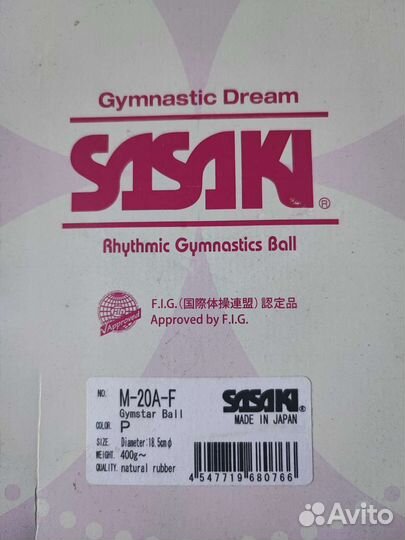 Gymnastic Dream
SASAKI®
Rhythmic Gymnastics Ball
Approved
F.I.G.(国際体操連盟)認定品
Approved by F.I.G.
NO. M-20A-F
Gymstar Ball
COLOR. P
SIZE. Diameter:18.5cmφ
WEIGHT. 400g~
QUALITY. natural rubber
SASAKI®
MADE IN JAPAN
4 547719 680766
Avito